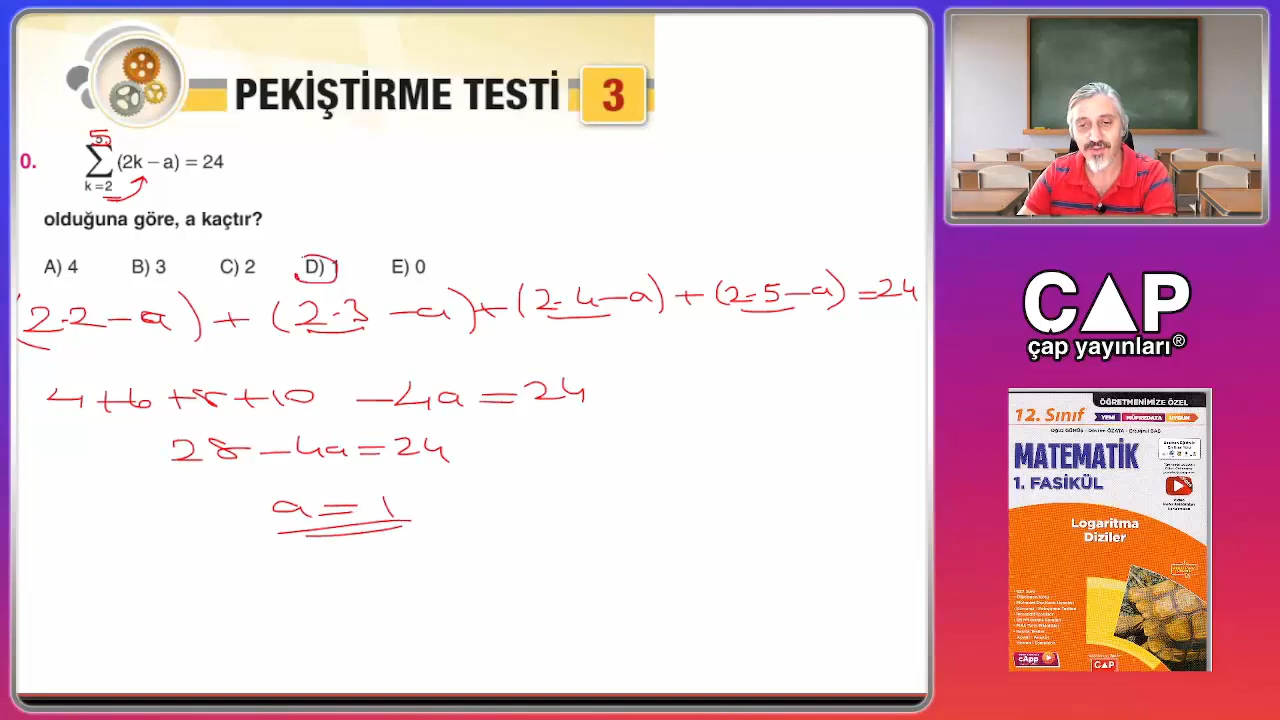 PEKİŞTİRME TESTİ 3
0.
5
∑ (2k – a) = 24
k = 2
olduğuna göre, a kaçtır?
A) 4 B) 3 C) 2 D) 1 E) 0
(2.2 – a) + (2.3 – a) + (2.4 – a) + (2.5 – a) = 24
4 + 6 + 8 + 10 – 4a = 24
28 – 4a = 24
a = 1
ÇAP
çap yayınları®
ÖĞRETMENİMİZE ÖZEL
12. Sınıf
YENİ MÜFREDATA UYGUN
MATEMATİK
1. FASİKÜL
Logaritma
Diziler
ÇAP